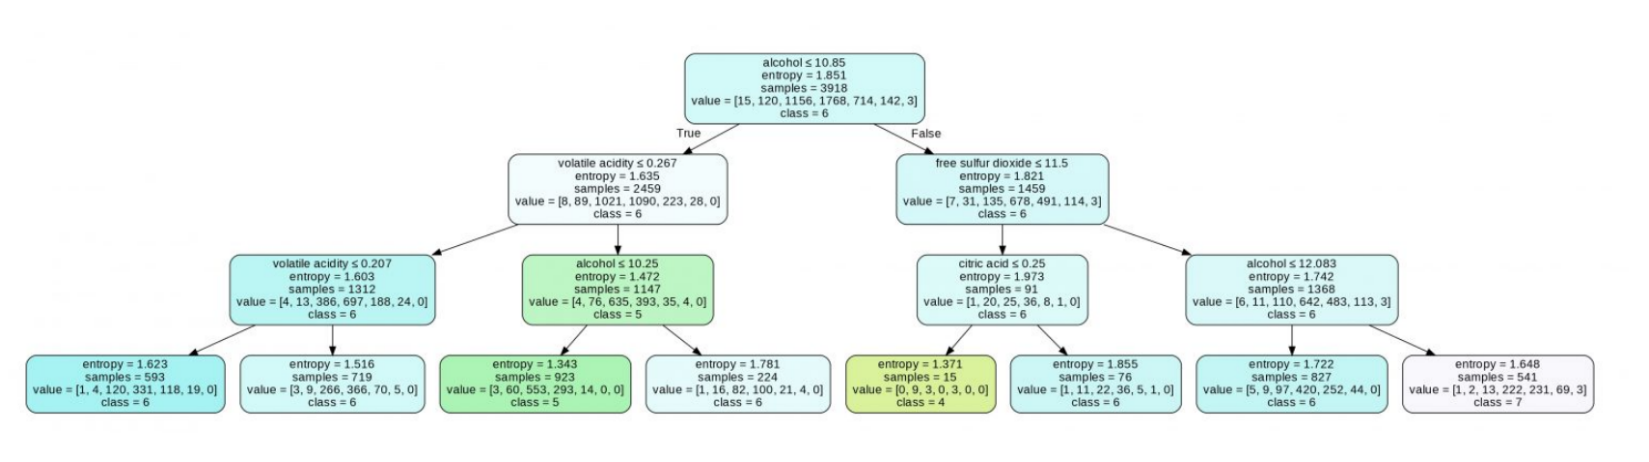 alcohol ≤ 10.85
entropy = 1.851
samples = 3918
value = [15, 120, 1156, 1768, 714, 142, 3]
class = 6
True
False
volatile acidity ≤ 0.267
entropy = 1.635
samples = 2459
value = [8, 89, 1021, 1090, 223, 28, 0]
class = 6
free sulfur dioxide ≤ 11.5
entropy = 1.821
samples = 1459
value = [7, 31, 135, 678, 491, 114, 3]
class = 6
volatile acidity ≤ 0.207
entropy = 1.603
samples = 1312
value = [4, 13, 386, 697, 188, 24, 0]
class = 6
alcohol ≤ 10.25
entropy = 1.472
samples = 1147
value = [4, 76, 635, 393, 35, 4, 0]
class = 5
citric acid ≤ 0.25
entropy = 1.973
samples = 91
value = [1, 20, 25, 36, 8, 1, 0]
class = 6
alcohol ≤ 12.083
entropy = 1.742
samples = 1368
value = [6, 11, 110, 642, 483, 113, 3]
class = 6
entropy = 1.623
samples = 593
value = [1, 4, 120, 331, 118, 19, 0]
class = 6
entropy = 1.516
samples = 719
value = [3, 9, 266, 366, 70, 5, 0]
class = 6
entropy = 1.343
samples = 923
value = [3, 60, 553, 293, 14, 0, 0]
class = 5
entropy = 1.781
samples = 224
value = [1, 16, 82, 100, 21, 4, 0]
class = 6
entropy = 1.371
samples = 15
value = [0, 9, 3, 0, 3, 0, 0]
class = 4
entropy = 1.855
samples = 76
value = [1, 11, 22, 36, 5, 1, 0]
class = 6
entropy = 1.722
samples = 827
value = [5, 9, 97, 420, 252, 44, 0]
class = 6
entropy = 1.648
samples = 541
value = [1, 2, 13, 222, 231, 69, 3]
class = 7